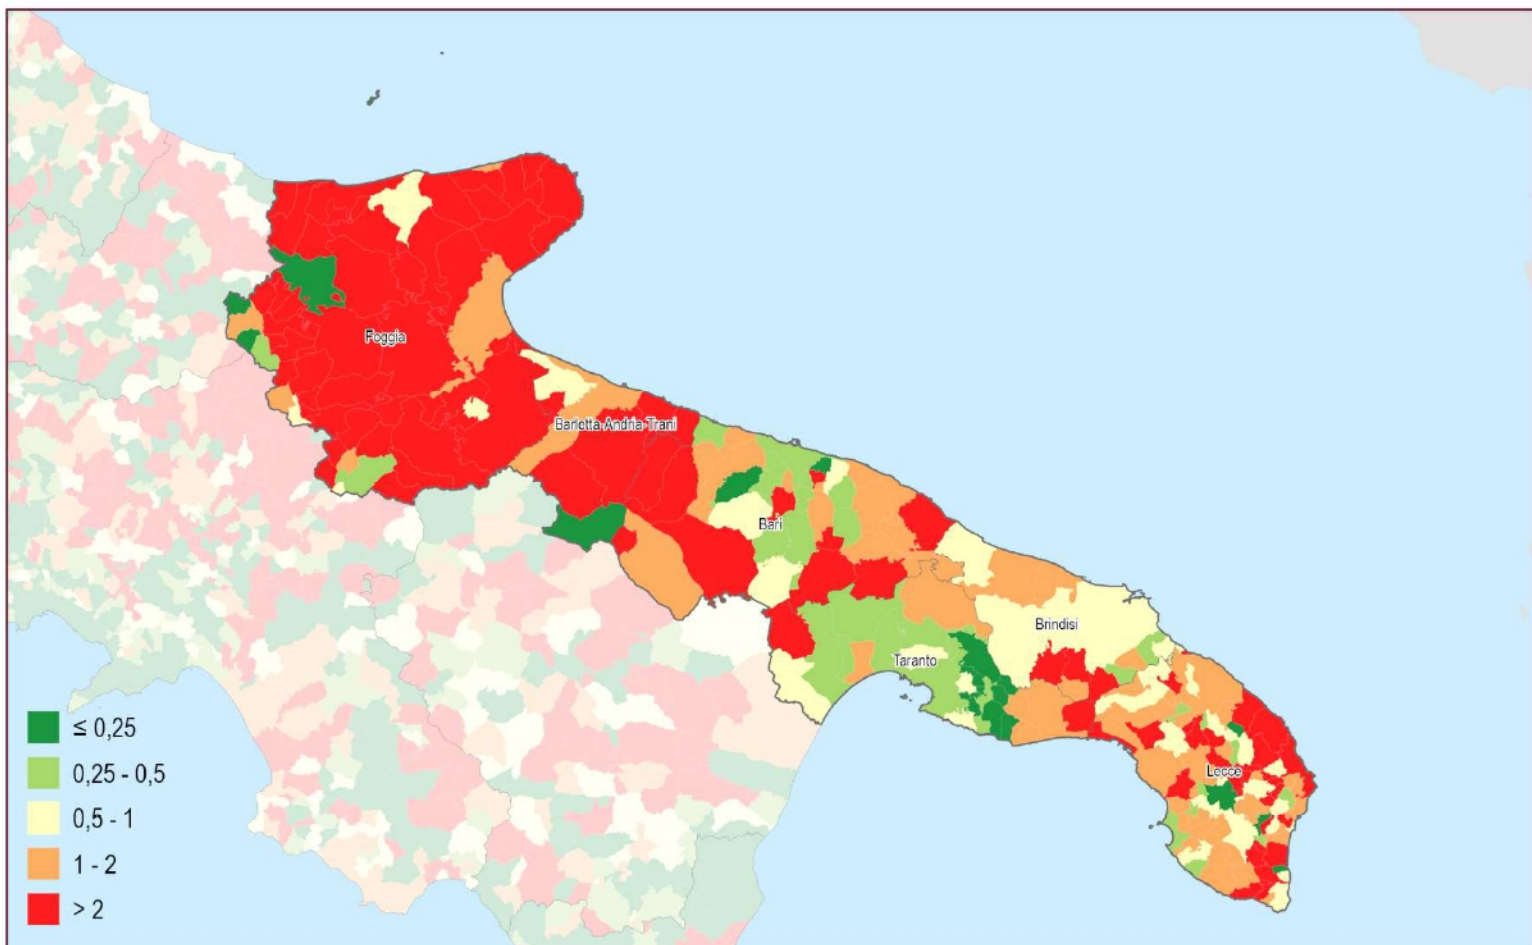 Foggia
Barletta-Andria-Trani
Bari
Brindisi
Taranto
Lecce
≤ 0,25
0,25 - 0,5
0,5 - 1
1 - 2
> 2